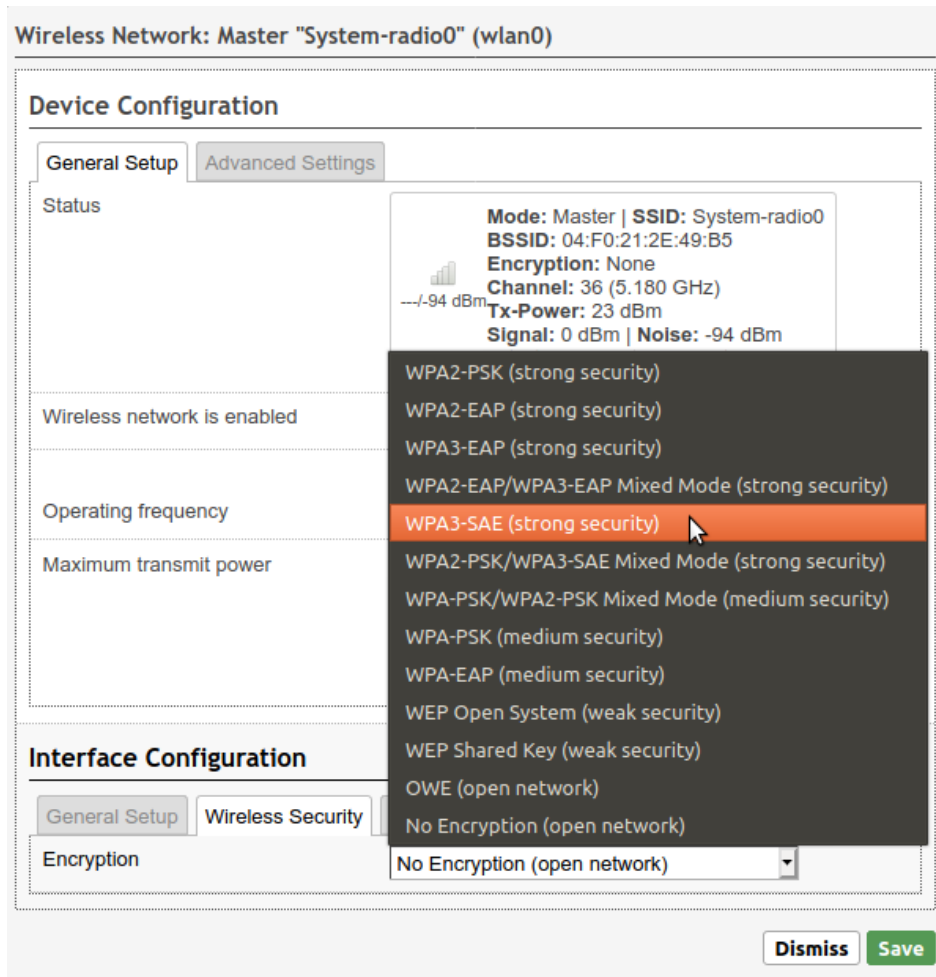 Wireless Network: Master "System-radio0" (wlan0)
Device Configuration
General Setup
Advanced Settings
Status
Mode: Master | SSID: System-radio0
BSSID: 04:F0:21:2E:49:B5
Encryption: None
Channel: 36 (5.180 GHz)
---/-94 dBm
Tx-Power: 23 dBm
Signal: 0 dBm | Noise: -94 dBm
Wireless network is enabled
Operating frequency
Maximum transmit power
WPA2-PSK (strong security)
WPA2-EAP (strong security)
WPA3-EAP (strong security)
WPA2-EAP/WPA3-EAP Mixed Mode (strong security)
WPA3-SAE (strong security)
WPA2-PSK/WPA3-SAE Mixed Mode (strong security)
WPA-PSK/WPA2-PSK Mixed Mode (medium security)
WPA-PSK (medium security)
WPA-EAP (medium security)
WEP Open System (weak security)
WEP Shared Key (weak security)
OWE (open network)
No Encryption (open network)
Interface Configuration
General Setup
Wireless Security
Encryption
No Encryption (open network)
Dismiss
Save